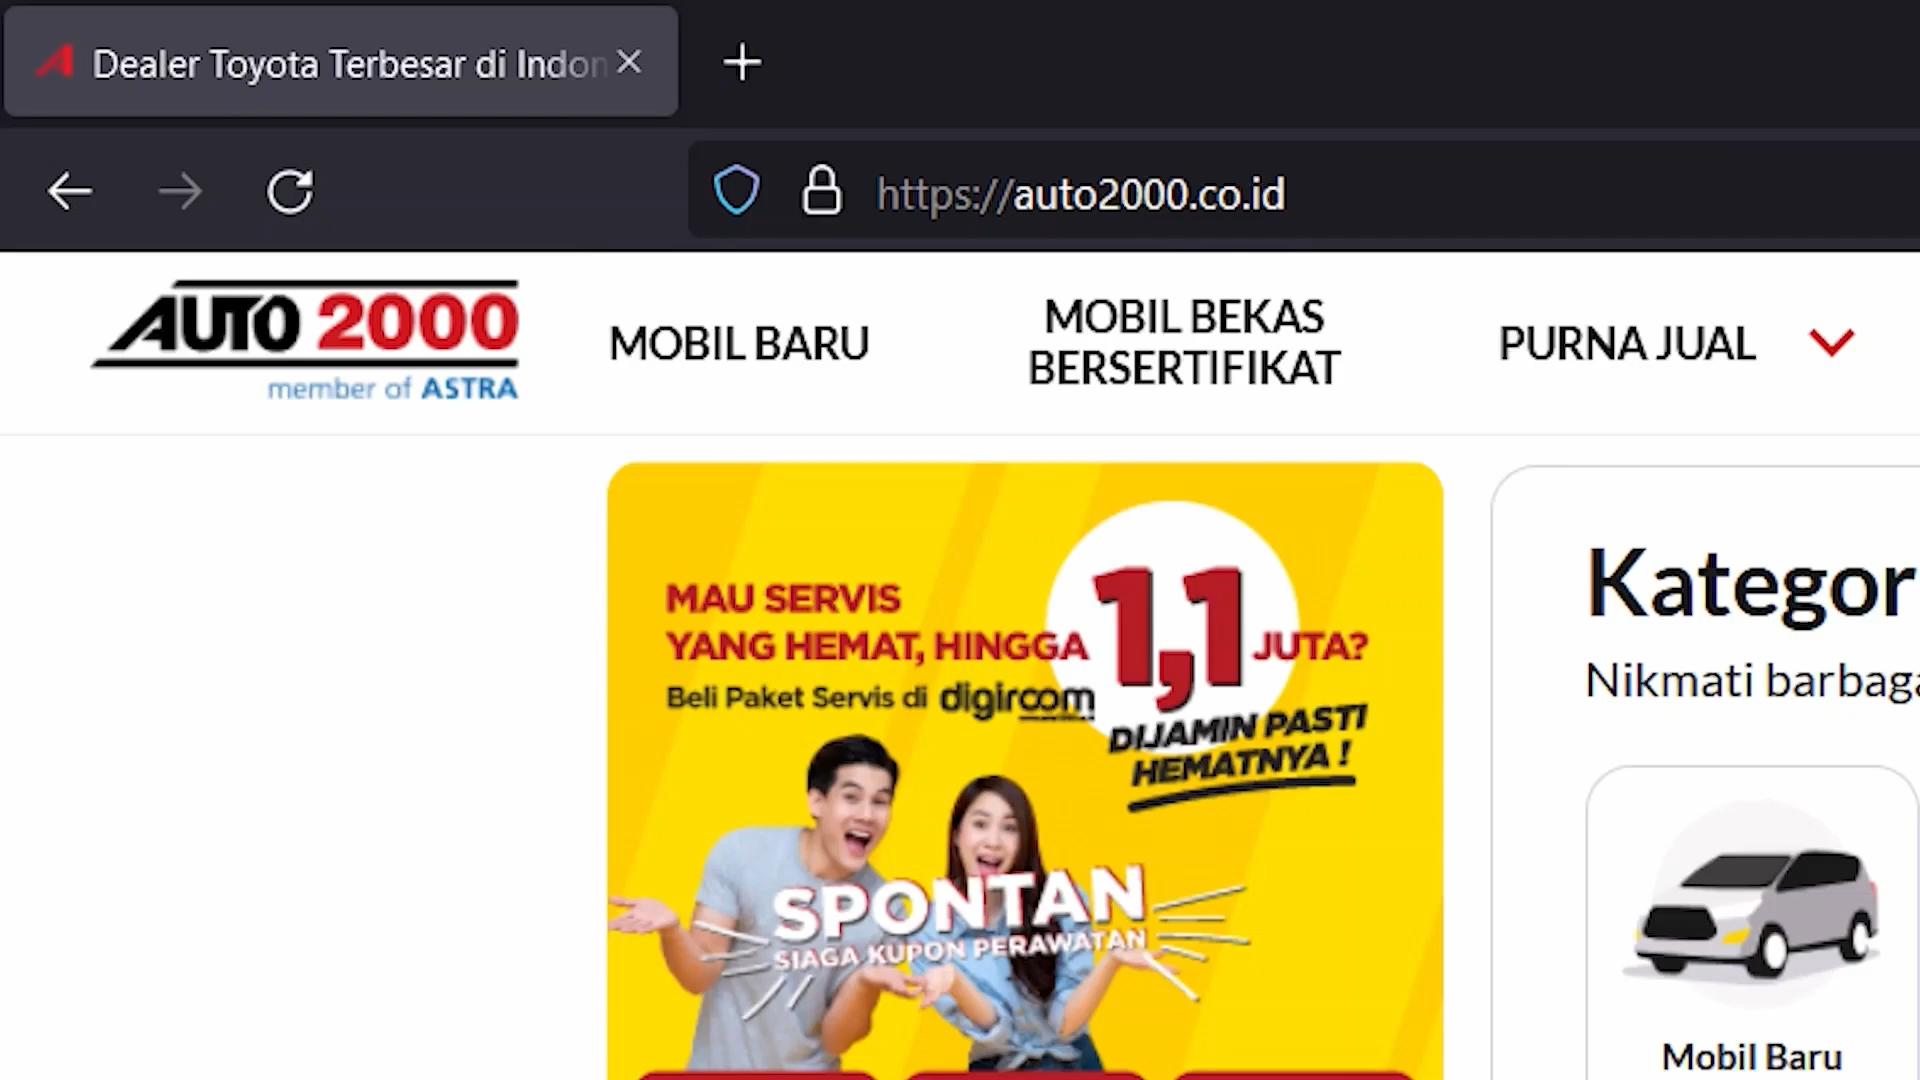 Dealer Toyota Terbesar di Indon
https://auto2000.co.id
AUTO 2000
member of ASTRA
MOBIL BARU
MOBIL BEKAS
BERSERTIFIKAT
PURNA JUAL
MAU SERVIS
YANG HEMAT, HINGGA 1,1 JUTA?
Beli Paket Servis di digiroom
DIJAMIN PASTI
HEMATNYA !
SPONTAN
SIAGA KUPON PERAWATAN
Kategor
Nikmati barbaga
Mobil Baru